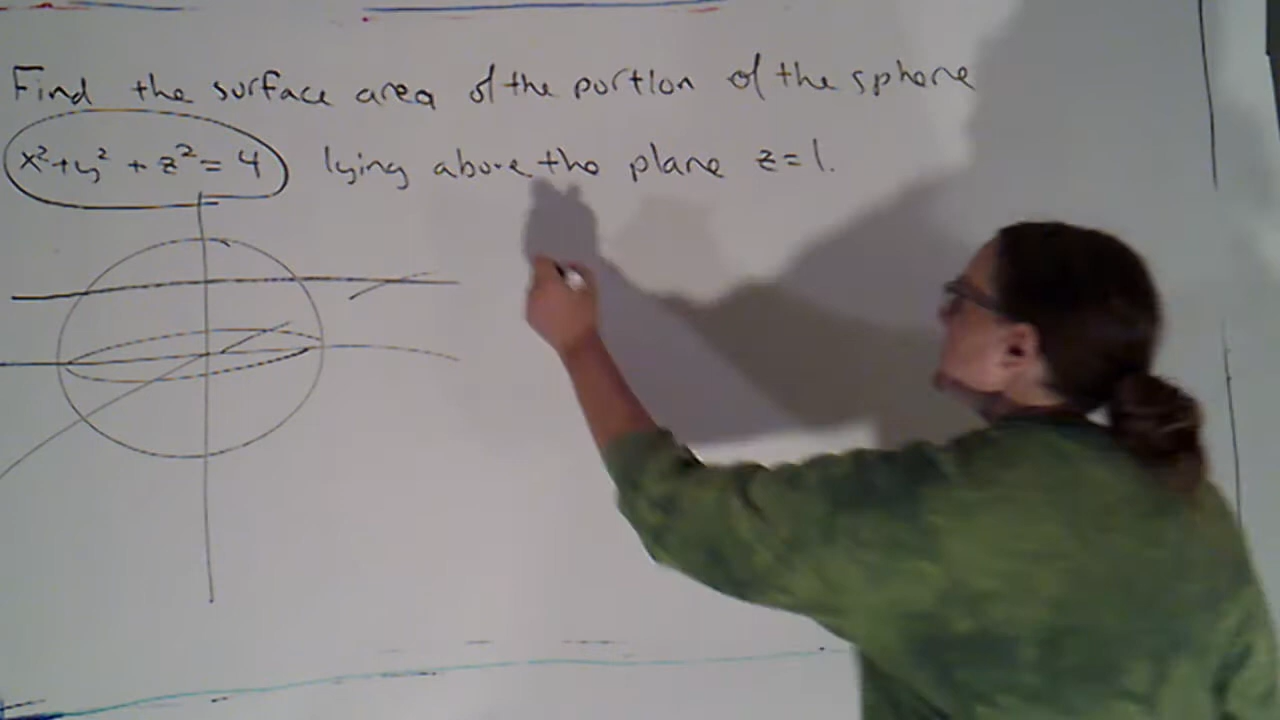 Find the surface area of the portion of the sphere
x²+y²+z²=4 lying above the plane z=1.